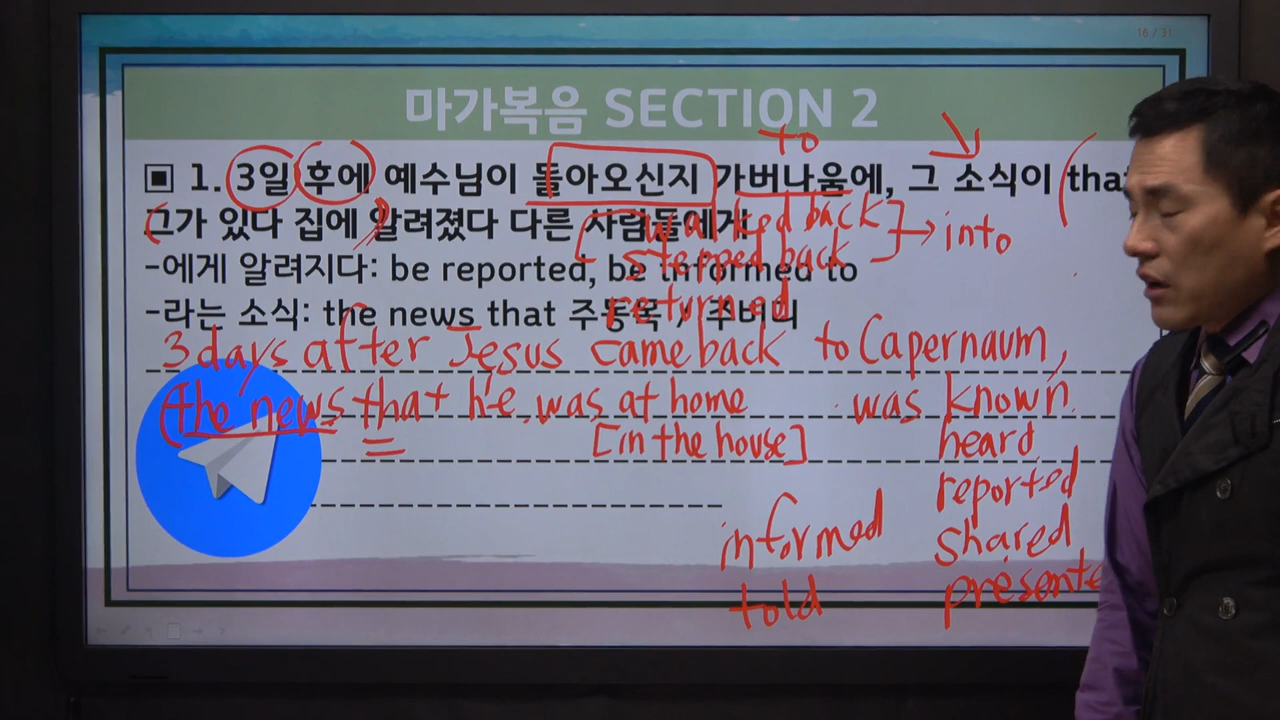 16 / 31
마가복음 SECTION 2
to
▣ 1. 3일 후에 예수님이 돌아오신지 가버나움에, 그 소식이 (that
그가 있다 집에 알려졌다 다른 사람들에게
[walked back
stepped back] → into
returned
-에게 알려지다: be reported, be informed to
-라는 소식: the news that 주동목 / 주버미
3 days after Jesus came back to Capernaum,
(the news that he was at home was known.
[in the house] heard
reported
informed shared
told presente